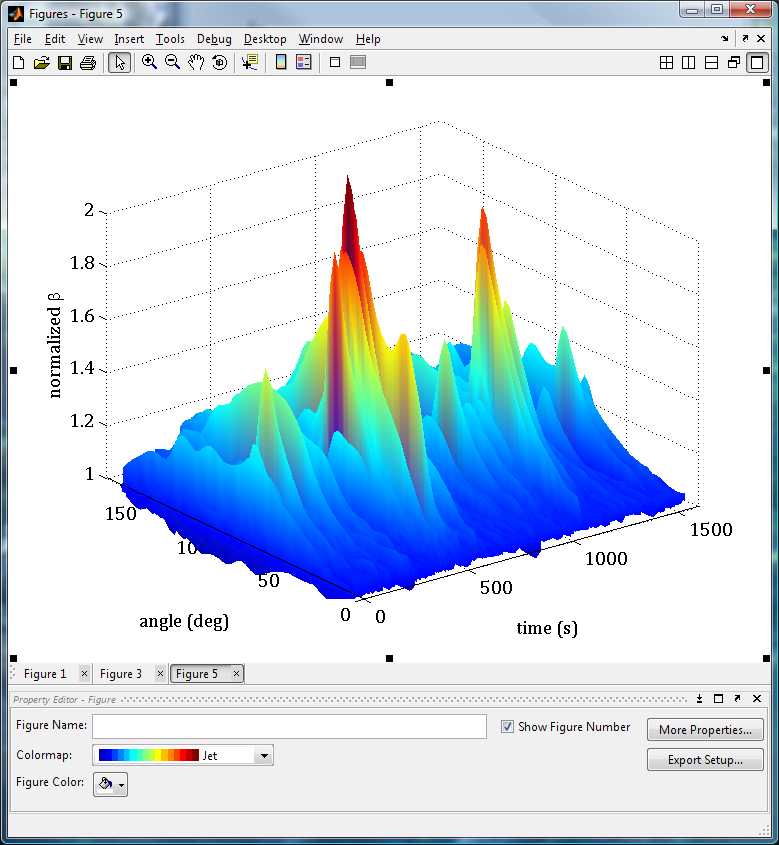 Figures - Figure 5
File Edit View Insert Tools Debug Desktop Window Help
2
1.8
1.6
1.4
1.2
1
normalized β
150
10
50
0
angle (deg)
0
500
1000
1500
time (s)
Figure 1 Figure 3 Figure 5
Property Editor - Figure
Figure Name: Show Figure Number More Properties...
Colormap: Jet Export Setup...
Figure Color: